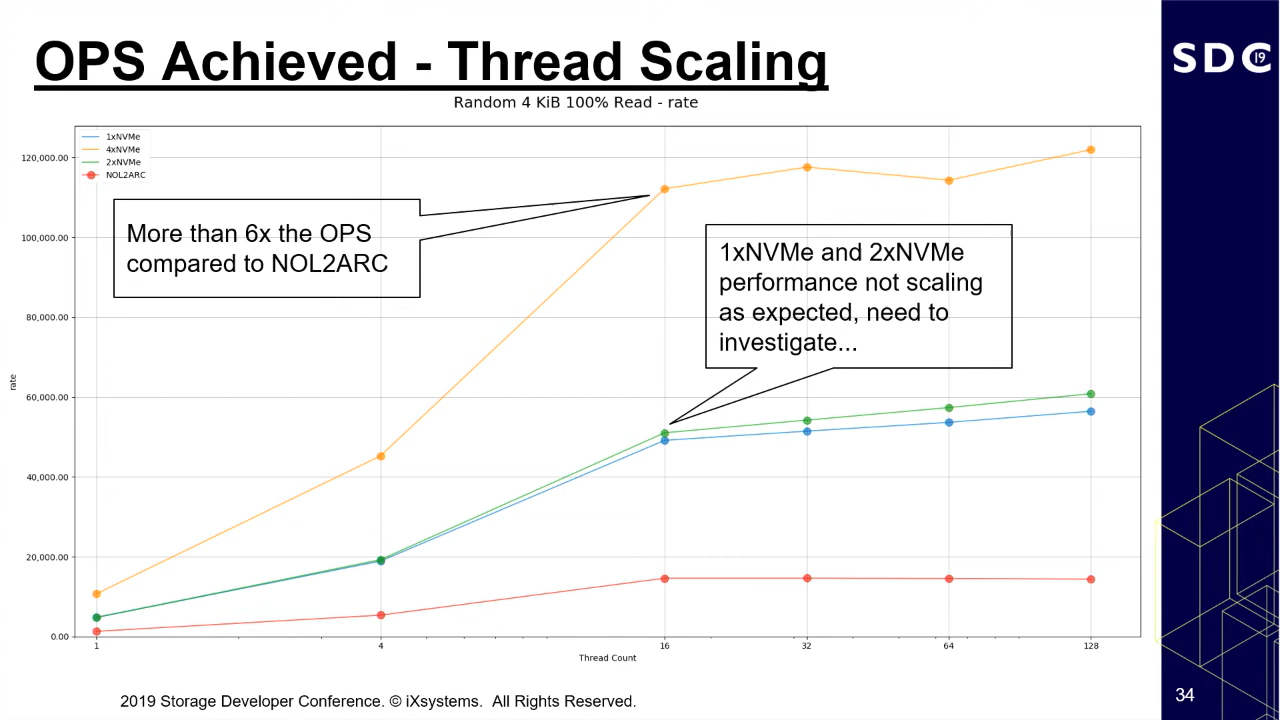 OPS Achieved - Thread Scaling
SDC 19
Random 4 KiB 100% Read - rate
1xNVMe
4xNVMe
2xNVMe
NOL2ARC
120,000.00
100,000.00
80,000.00
60,000.00
40,000.00
20,000.00
0.00
rate
More than 6x the OPS
compared to NOL2ARC
1xNVMe and 2xNVMe
performance not scaling
as expected, need to
investigate...
1 4 16 32 64 128
Thread Count
2019 Storage Developer Conference. © iXsystems. All Rights Reserved.
34